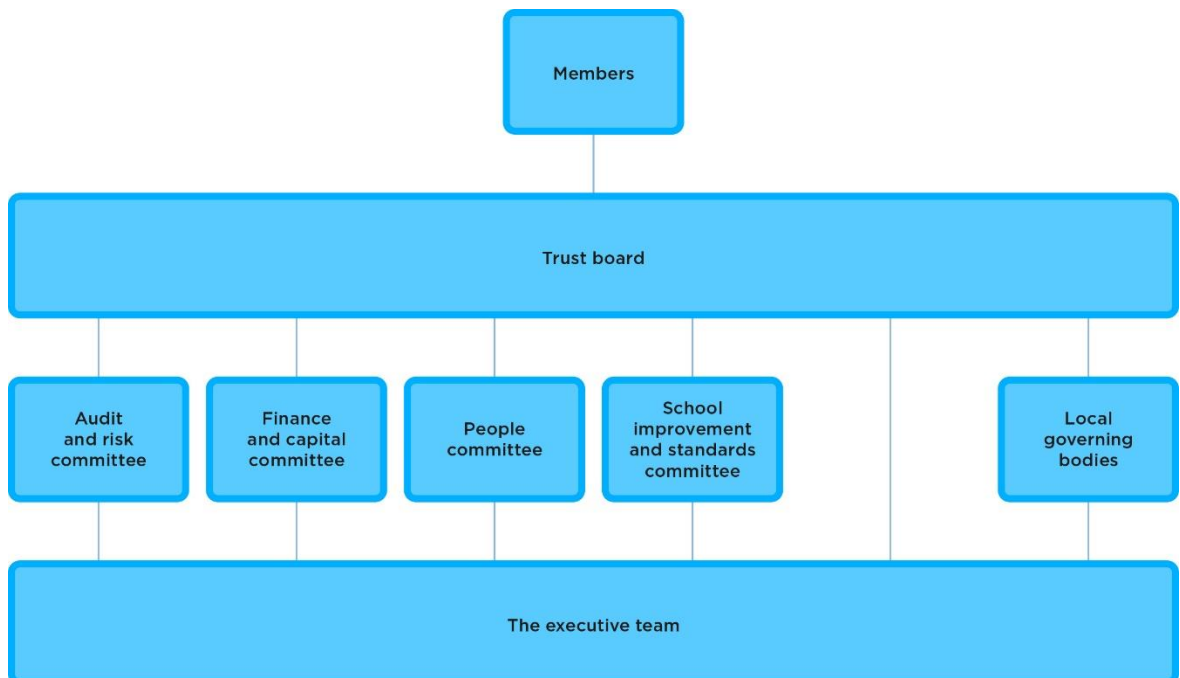 Members
Trust board
Audit
and risk
committee
Finance
and capital
committee
People
committee
School
improvement
and standards
committee
Local
governing
bodies
The executive team